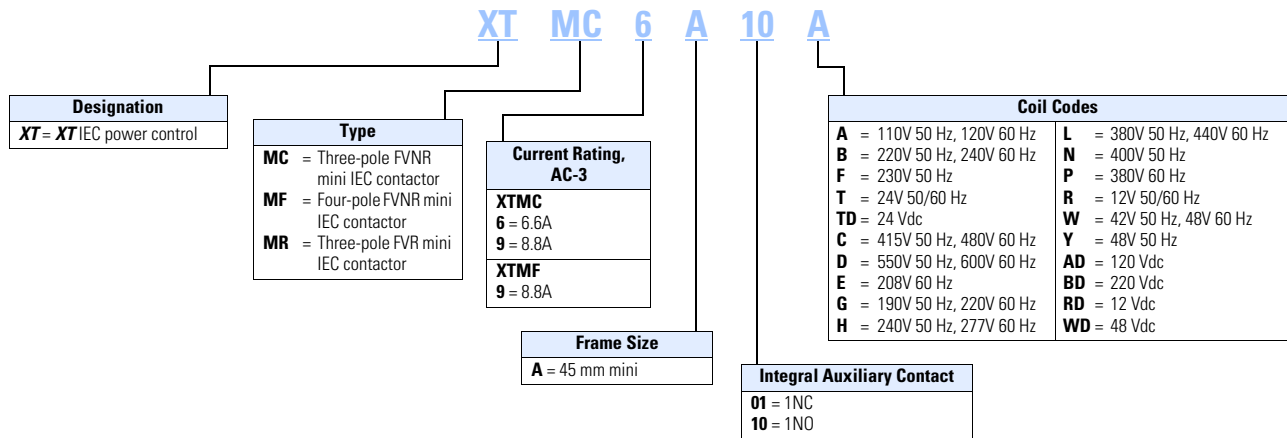 XT MC 6 A 10 A
Designation
XT = XT IEC power control
Type
MC = Three-pole FVNR
mini IEC contactor
MF = Four-pole FVNR mini
IEC contactor
MR = Three-pole FVR mini
IEC contactor
Current Rating,
AC-3
XTMC
6 = 6.6A
9 = 8.8A
XTMF
9 = 8.8A
Frame Size
A = 45 mm mini
Integral Auxiliary Contact
01 = 1NC
10 = 1NO
Coil Codes
A = 110V 50 Hz, 120V 60 Hz
B = 220V 50 Hz, 240V 60 Hz
F = 230V 50 Hz
T = 24V 50/60 Hz
TD = 24 Vdc
C = 415V 50 Hz, 480V 60 Hz
D = 550V 50 Hz, 600V 60 Hz
E = 208V 60 Hz
G = 190V 50 Hz, 220V 60 Hz
H = 240V 50 Hz, 277V 60 Hz
L = 380V 50 Hz, 440V 60 Hz
N = 400V 50 Hz
P = 380V 60 Hz
R = 12V 50/60 Hz
W = 42V 50 Hz, 48V 60 Hz
Y = 48V 50 Hz
AD = 120 Vdc
BD = 220 Vdc
RD = 12 Vdc
WD = 48 Vdc